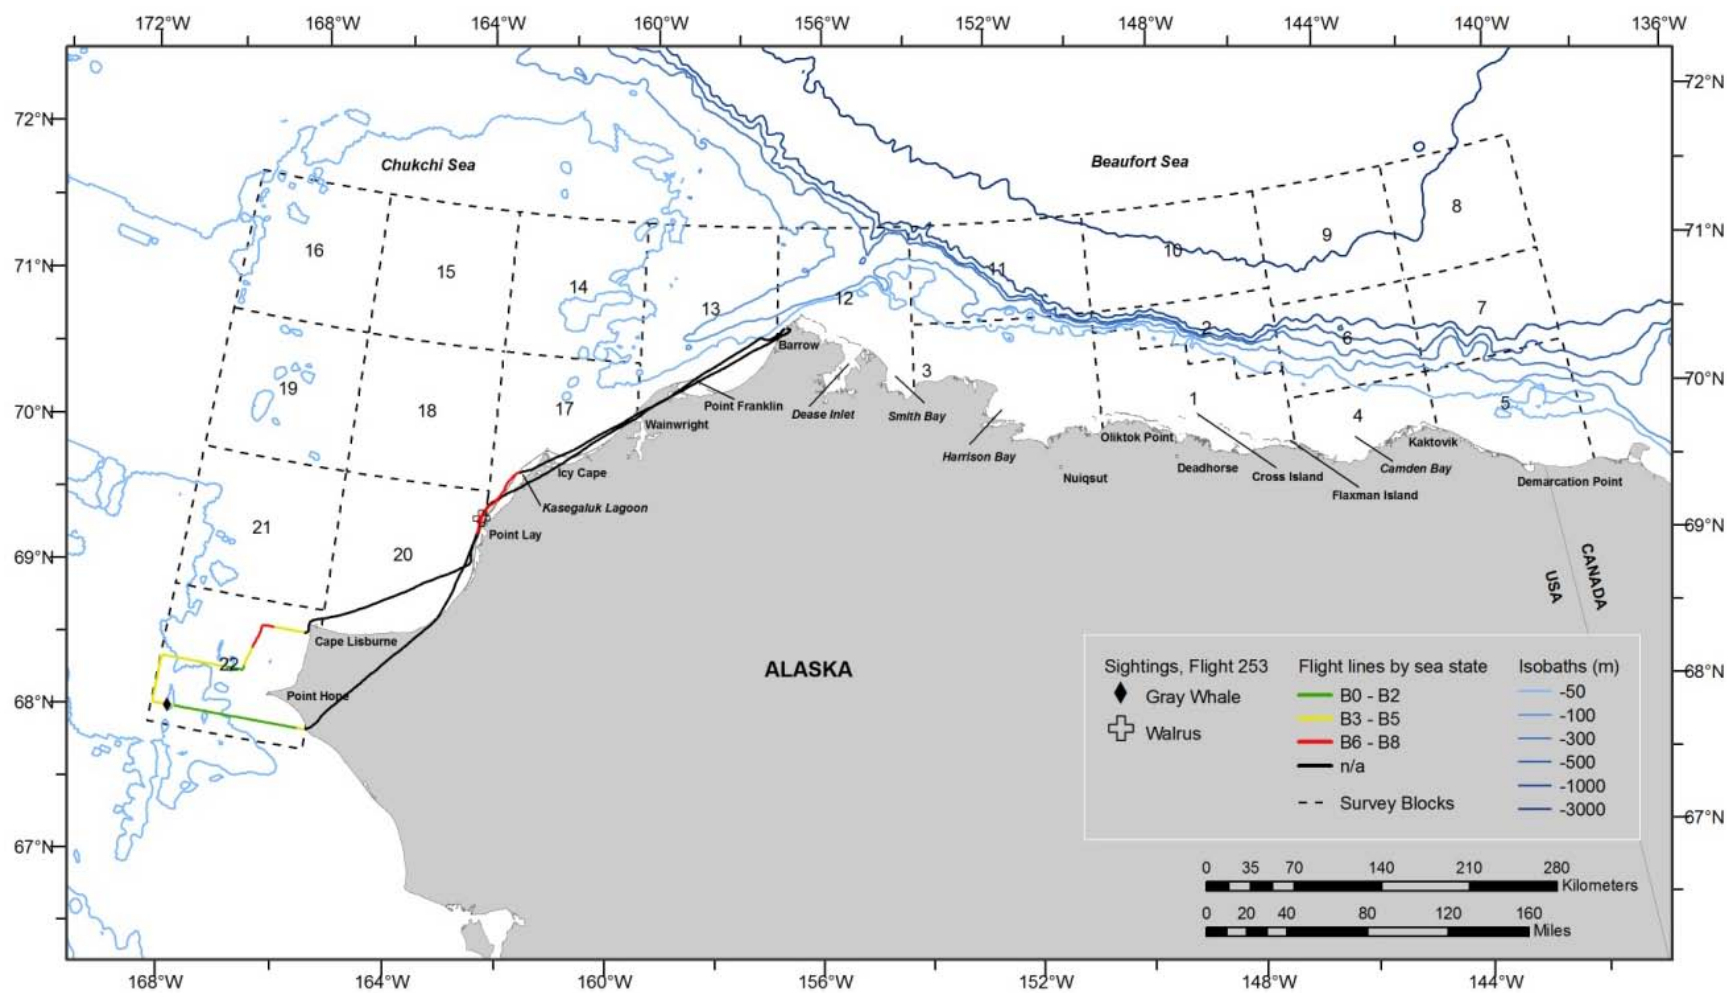 172°W 168°W 164°W 160°W 156°W 152°W 148°W 144°W 140°W 136°W
72°N
72°N
71°N
71°N
70°N
70°N
69°N
69°N
68°N
68°N
67°N
67°N
Chukchi Sea
Beaufort Sea
8
9
10
16
15
11
14
12
13
7
2
6
Barrow
3
19
18
17
Point Franklin
Dease Inlet
Smith Bay
1
4
5
Wainwright
Harrison Bay
Oliktok Point
Kaktovik
Icy Cape
Nuiqsut
Deadhorse
Cross Island
Camden Bay
Demarcation Point
Flaxman Island
Kasegaluk Lagoon
21
Point Lay
20
USA
CANADA
Cape Lisburne
22
Point Hope
ALASKA
Sightings, Flight 253
Gray Whale
Walrus
Flight lines by sea state
B0 - B2
B3 - B5
B6 - B8
n/a
Survey Blocks
Isobaths (m)
-50
-100
-300
-500
-1000
-3000
0 35 70 140 210 280
Kilometers
0 20 40 80 120 160
Miles
168°W 164°W 160°W 156°W 152°W 148°W 144°W